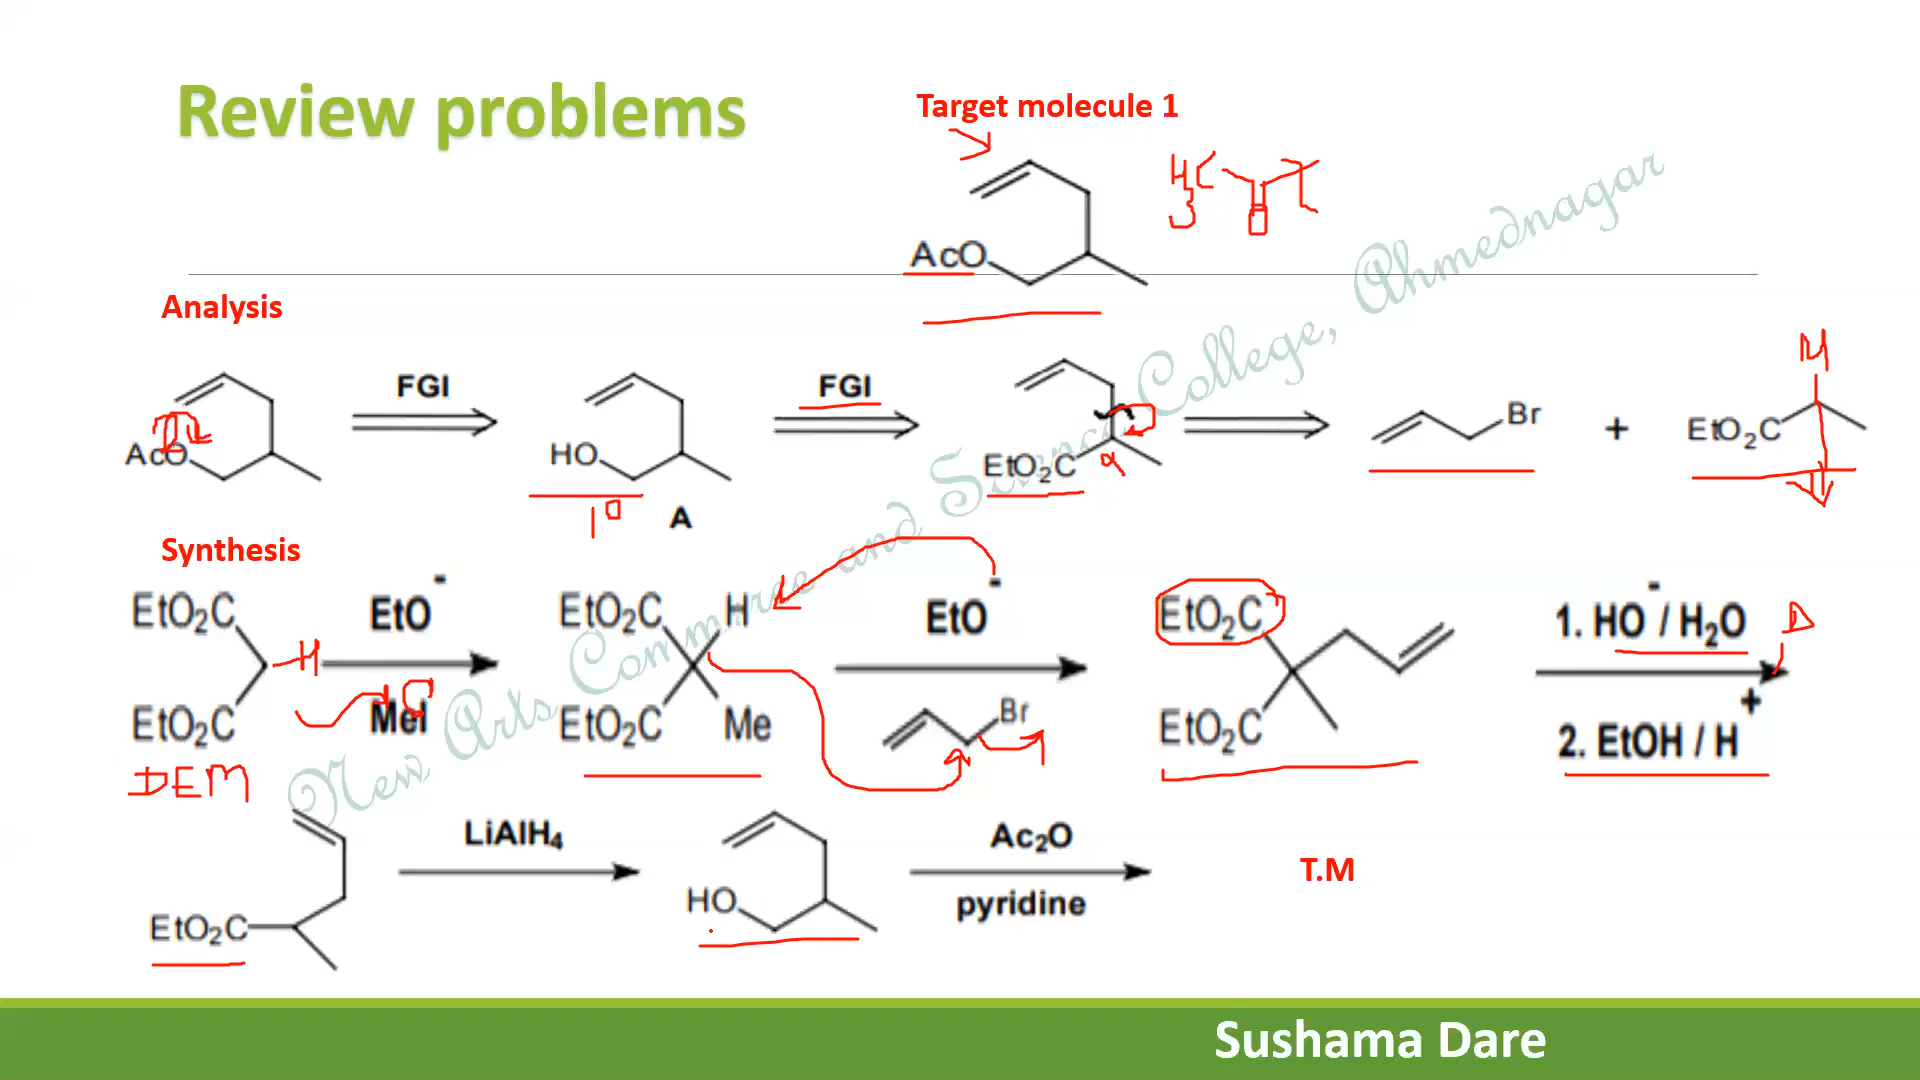 Review problems
Target molecule 1
H3C
O
AcO
Analysis
AcO
FGI
HO
1°
A
FGI
EtO2C
α
Br
+
EtO2C
H
Synthesis
EtO2C
EtO2C
H
DEM
EtO-
MeI
EtO2C
EtO2C
H
Me
EtO-
Br
EtO2C
EtO2C
1. HO- / H2O
Δ
2. EtOH / H+
EtO2C
LiAlH4
HO
Ac2O
pyridine
T.M
New Arts Commerce and Science College, Ahmednagar
Sushama Dare